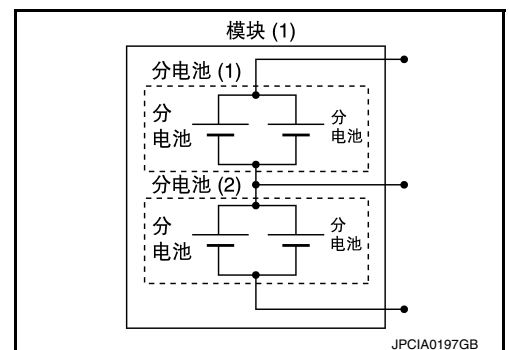 模块 (1)
分电池 (1)
分
电池
分
电池
分电池 (2)
分
电池
分
电池
JPCIA0197GB